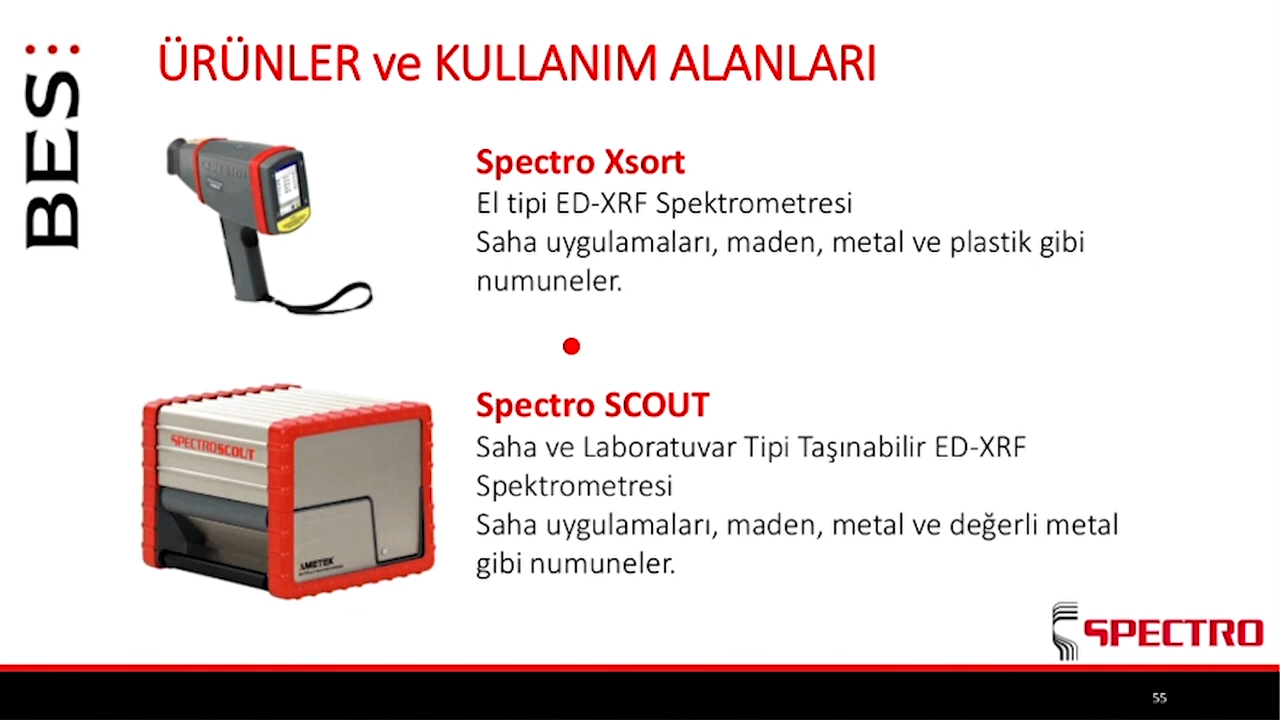 BES
ÜRÜNLER ve KULLANIM ALANLARI
Spectro Xsort
El tipi ED-XRF Spektrometresi
Saha uygulamaları, maden, metal ve plastik gibi
numuneler.
Spectro SCOUT
Saha ve Laboratuvar Tipi Taşınabilir ED-XRF
Spektrometresi
Saha uygulamaları, maden, metal ve değerli metal
gibi numuneler.
SPECTRO
SPECTROSCOUT
AMETEK
SPECTRO
55